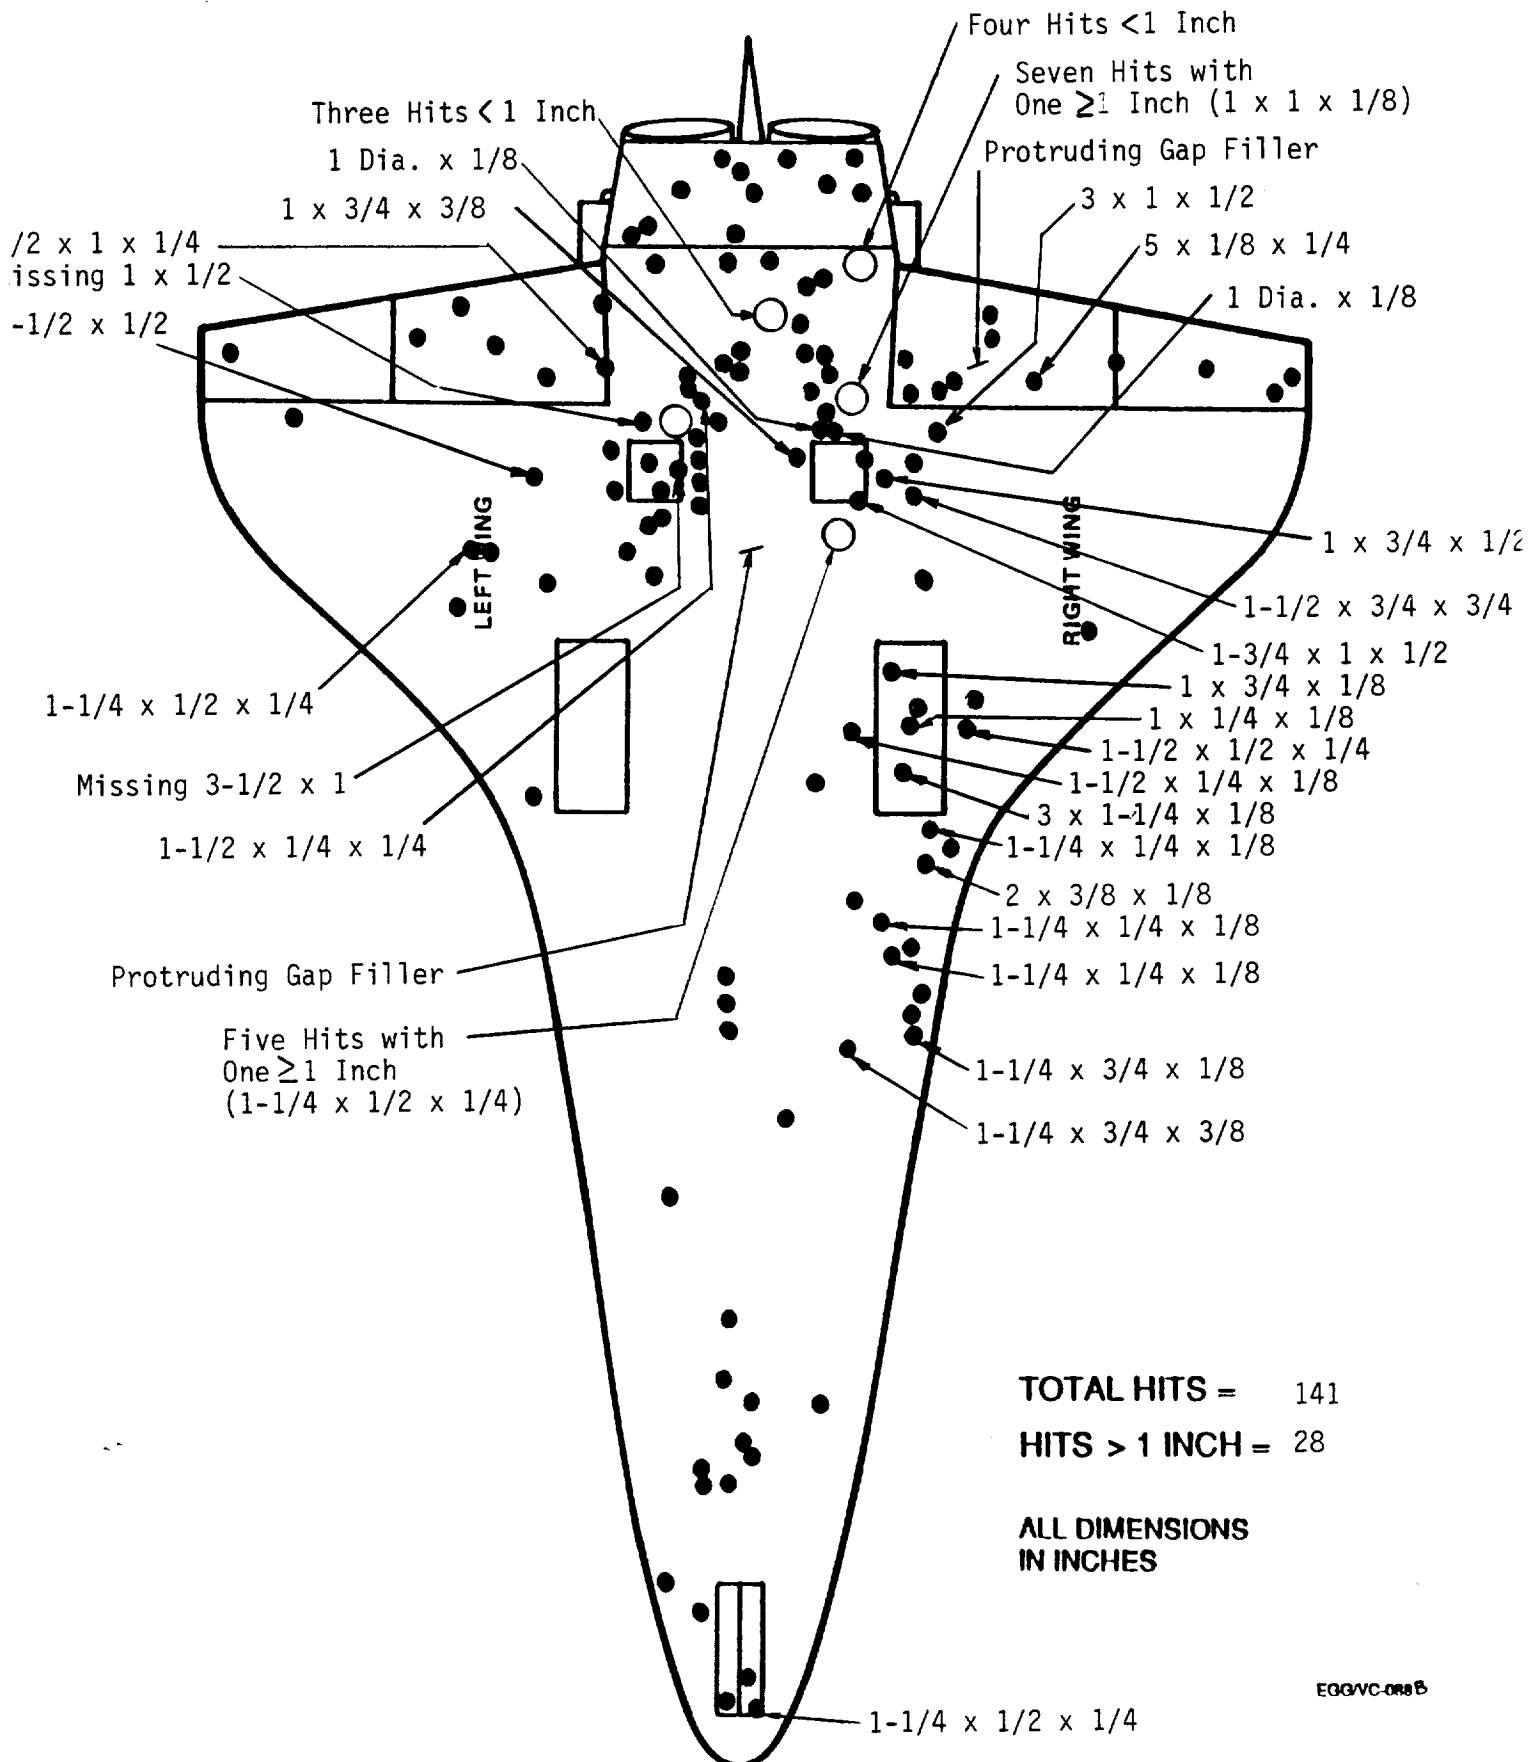 Four Hits <1 Inch
Seven Hits with
One ≥1 Inch (1 x 1 x 1/8)
Protruding Gap Filler
3 x 1 x 1/2
5 x 1/8 x 1/4
1 Dia. x 1/8
Three Hits < 1 Inch
1 Dia. x 1/8
1 x 3/4 x 3/8
/2 x 1 x 1/4
issing 1 x 1/2
-1/2 x 1/2
LEFT WING
RIGHT WING
1 x 3/4 x 1/2
1-1/2 x 3/4 x 3/4
1-3/4 x 1 x 1/2
1 x 3/4 x 1/8
1 x 1/4 x 1/8
1-1/2 x 1/2 x 1/4
1-1/2 x 1/4 x 1/8
3 x 1-1/4 x 1/8
1-1/4 x 1/4 x 1/8
2 x 3/8 x 1/8
1-1/4 x 1/4 x 1/8
1-1/4 x 1/4 x 1/8
1-1/4 x 3/4 x 1/8
1-1/4 x 3/4 x 3/8
1-1/4 x 1/2 x 1/4
Missing 3-1/2 x 1
1-1/2 x 1/4 x 1/4
Protruding Gap Filler
Five Hits with
One ≥1 Inch
(1-1/4 x 1/2 x 1/4)
TOTAL HITS = 141
HITS > 1 INCH = 28
ALL DIMENSIONS
IN INCHES
1-1/4 x 1/2 x 1/4
EGG/VC-088B